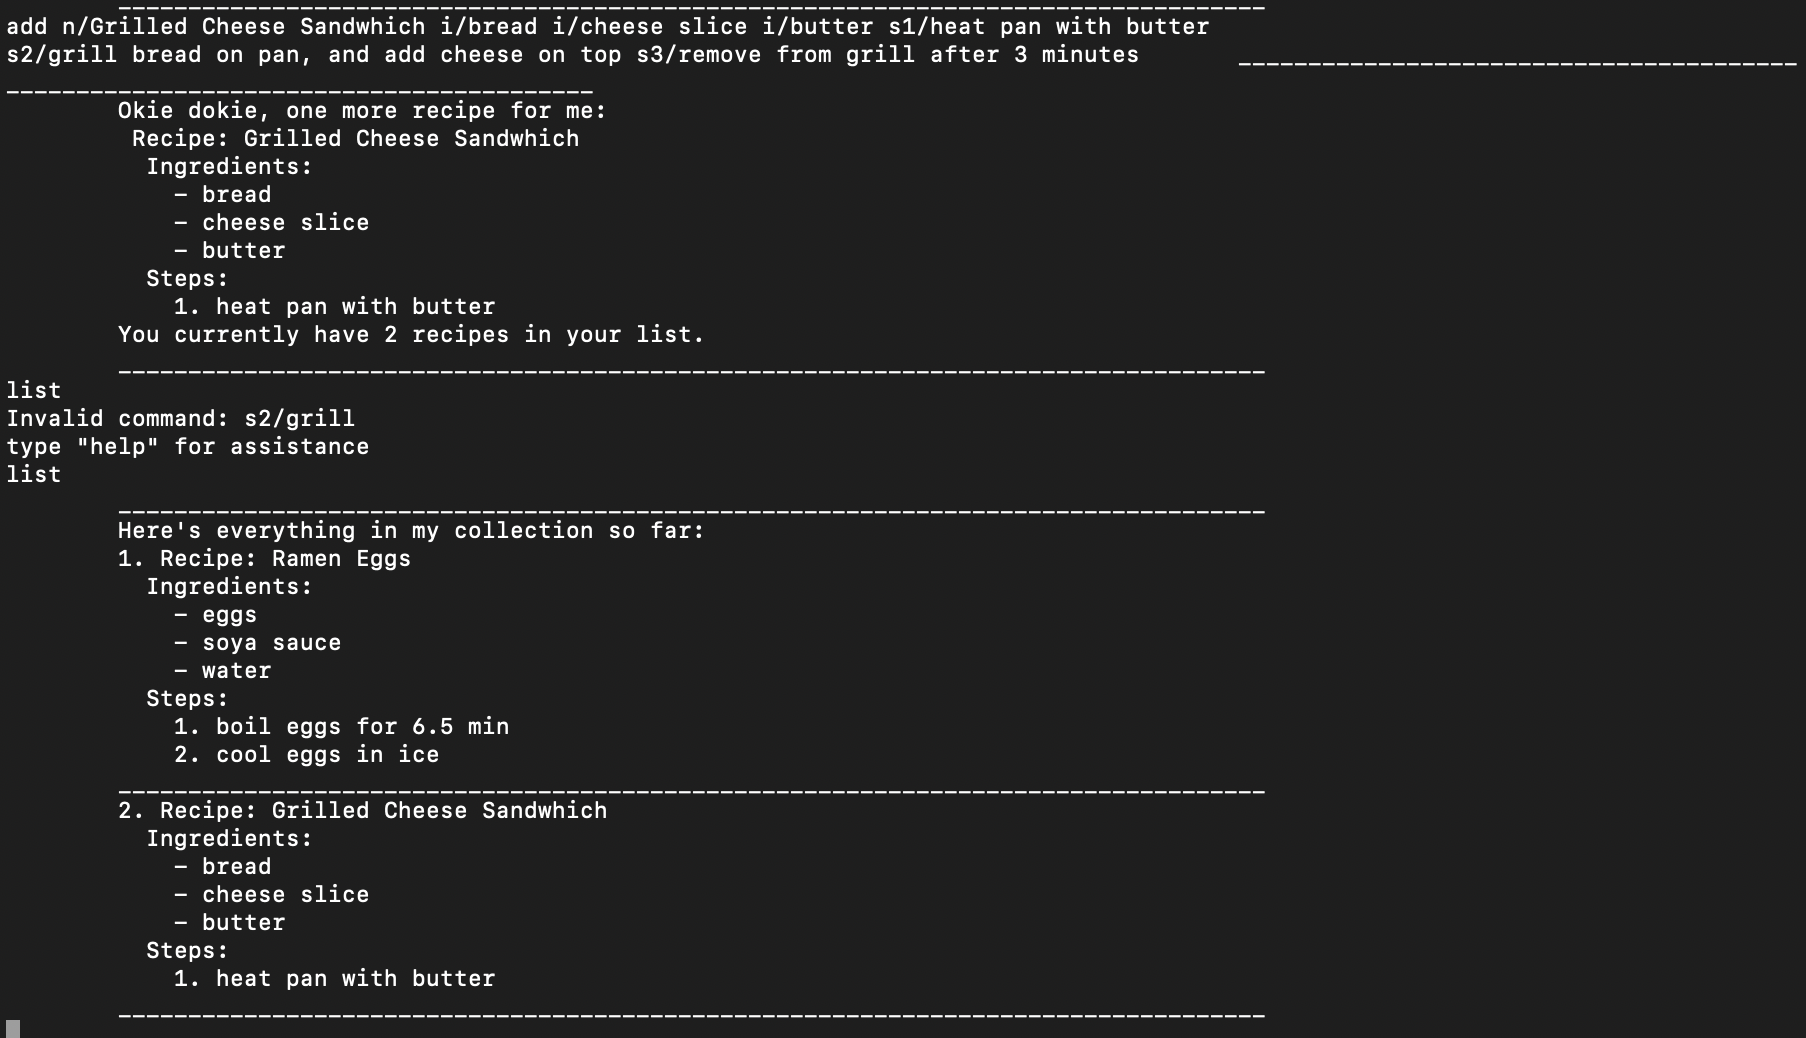 __________________________________________________________________________________
add n/Grilled Cheese Sandwhich i/bread i/cheese slice i/butter s1/heat pan with butter
s2/grill bread on pan, and add cheese on top s3/remove from grill after 3 minutes       ________________________________________
__________________________________________
        Okie dokie, one more recipe for me:
         Recipe: Grilled Cheese Sandwhich
          Ingredients:
            - bread
            - cheese slice
            - butter
          Steps:
            1. heat pan with butter
        You currently have 2 recipes in your list.
        __________________________________________________________________________________
list
Invalid command: s2/grill
type "help" for assistance
list
        __________________________________________________________________________________
        Here's everything in my collection so far:
        1. Recipe: Ramen Eggs
          Ingredients:
            - eggs
            - soya sauce
            - water
          Steps:
            1. boil eggs for 6.5 min
            2. cool eggs in ice
        __________________________________________________________________________________
        2. Recipe: Grilled Cheese Sandwhich
          Ingredients:
            - bread
            - cheese slice
            - butter
          Steps:
            1. heat pan with butter
        __________________________________________________________________________________